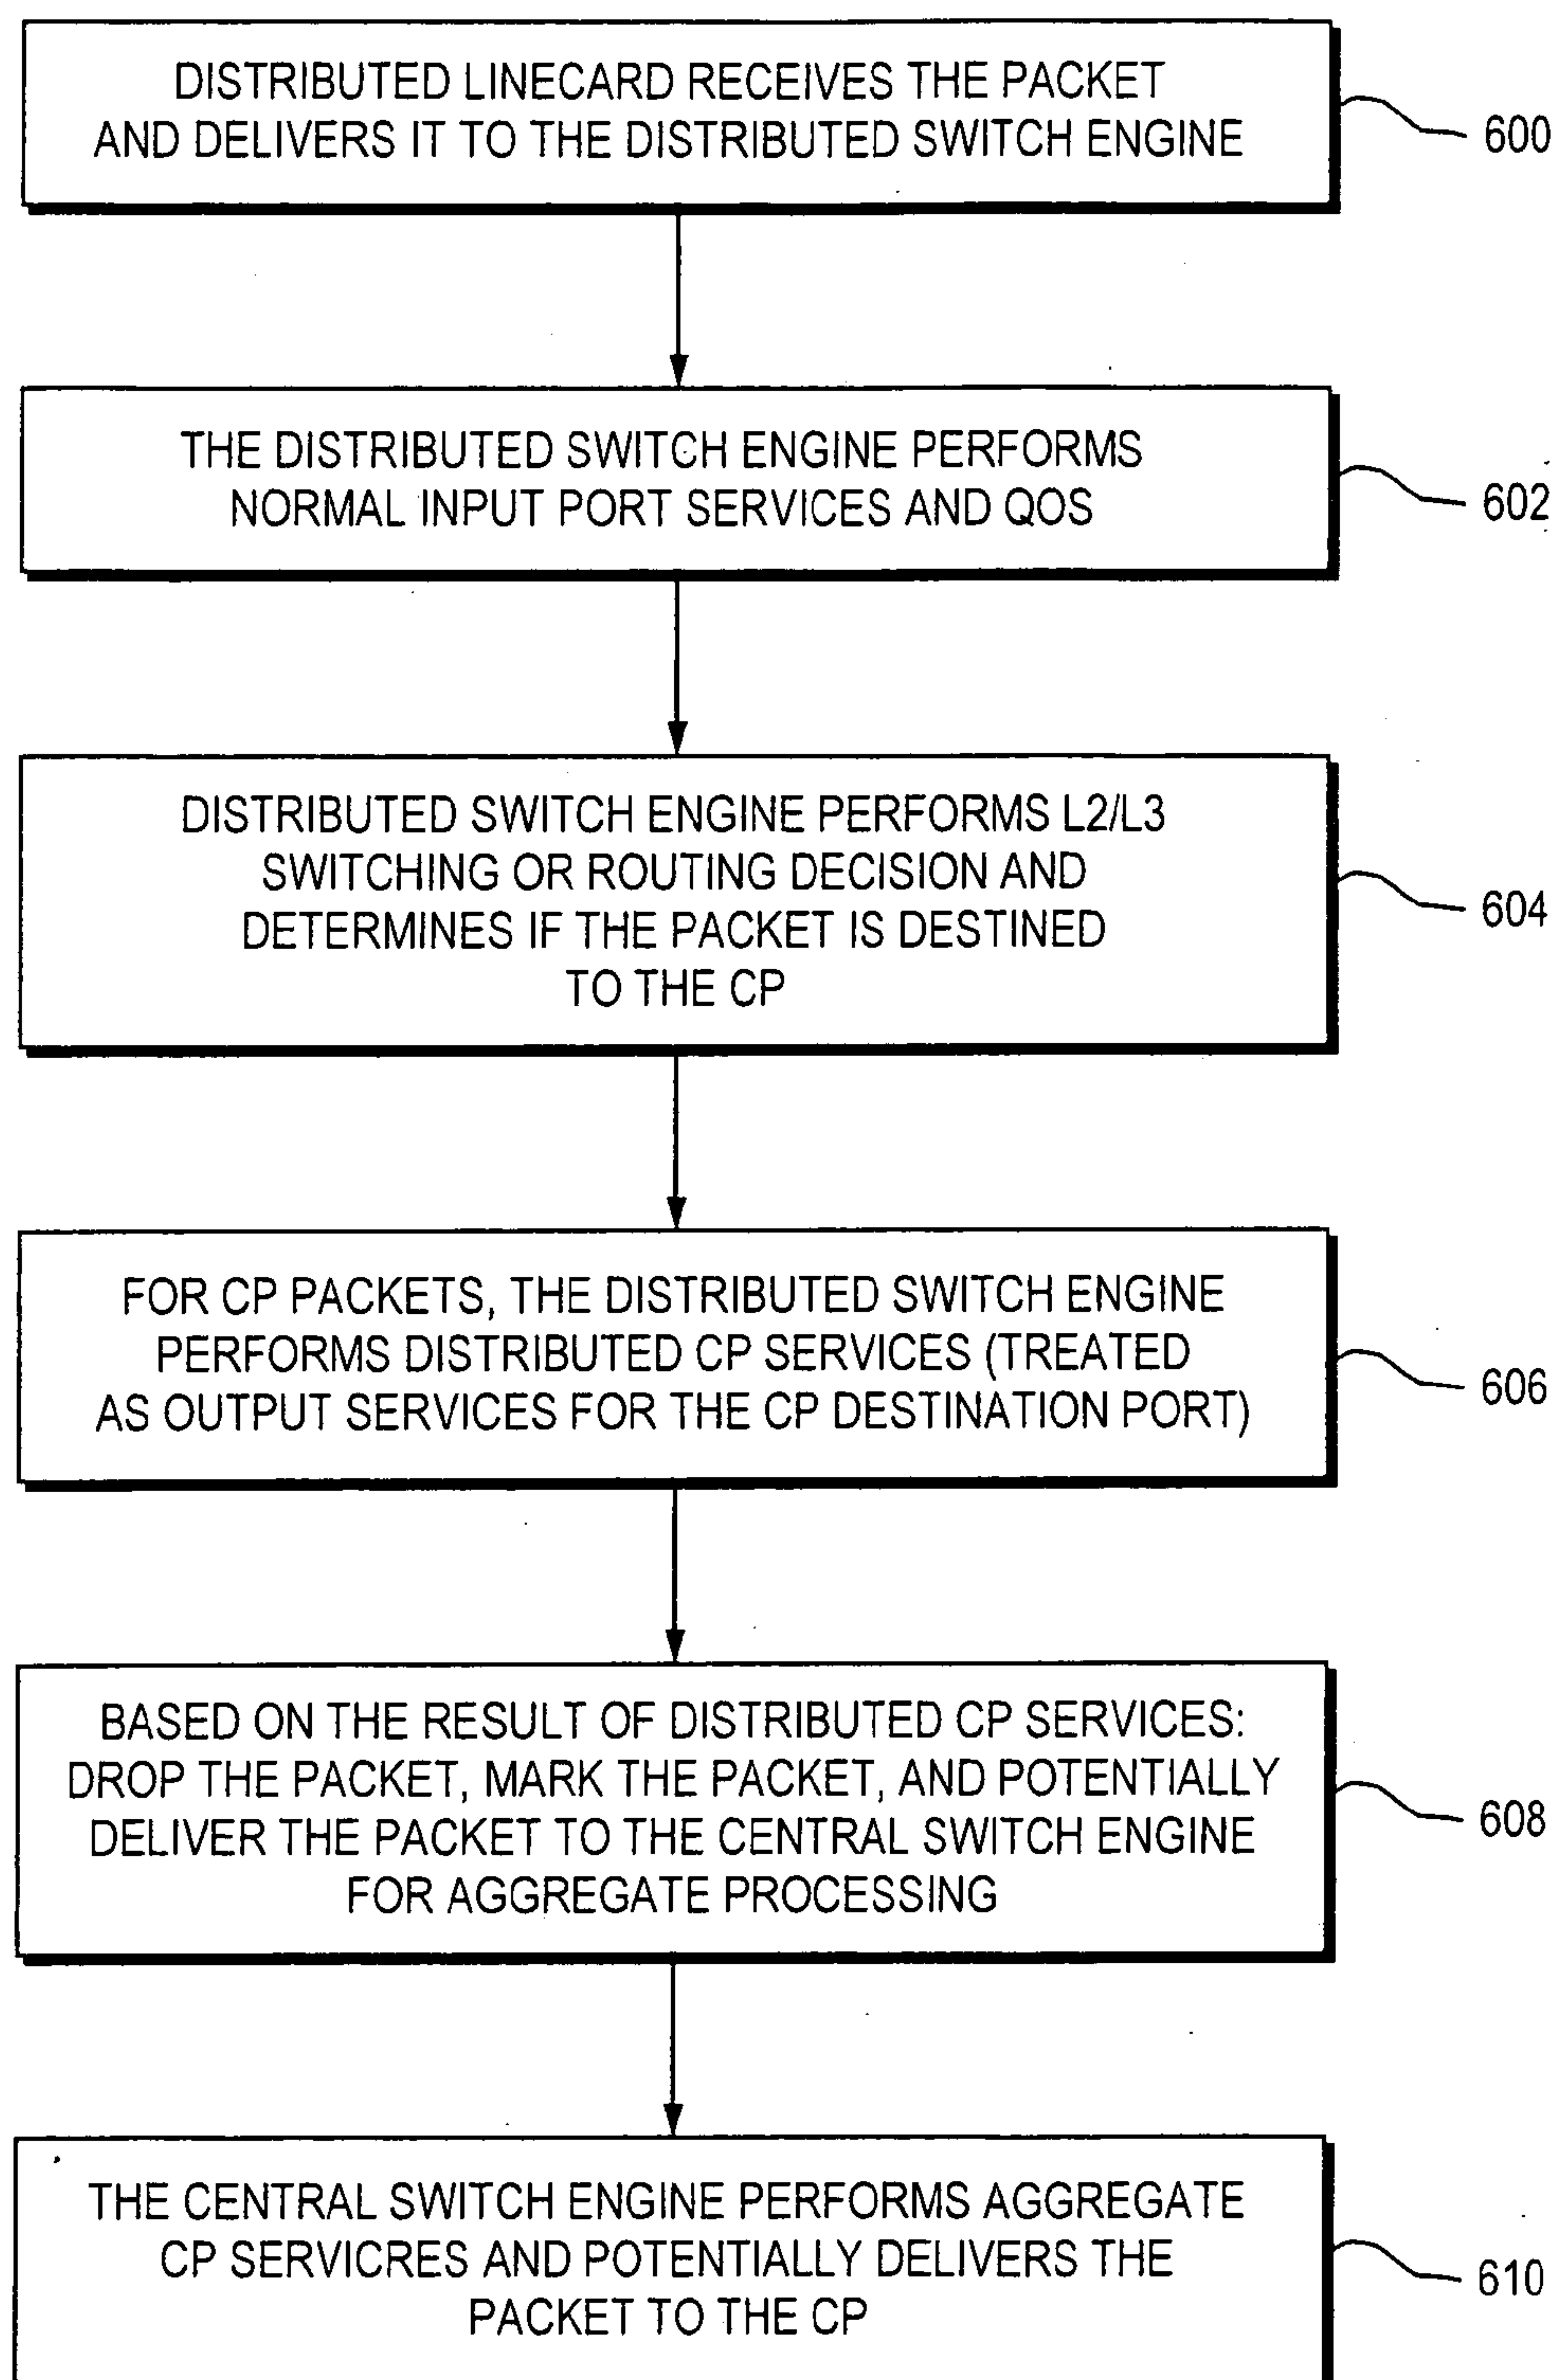 DISTRIBUTED LINECARD RECEIVES THE PACKET
AND DELIVERS IT TO THE DISTRIBUTED SWITCH ENGINE
600
THE DISTRIBUTED SWITCH ENGINE PERFORMS
NORMAL INPUT PORT SERVICES AND QOS
602
DISTRIBUTED SWITCH ENGINE PERFORMS L2/L3
SWITCHING OR ROUTING DECISION AND
DETERMINES IF THE PACKET IS DESTINED
TO THE CP
604
FOR CP PACKETS, THE DISTRIBUTED SWITCH ENGINE
PERFORMS DISTRIBUTED CP SERVICES (TREATED
AS OUTPUT SERVICES FOR THE CP DESTINATION PORT)
606
BASED ON THE RESULT OF DISTRIBUTED CP SERVICES:
DROP THE PACKET, MARK THE PACKET, AND POTENTIALLY
DELIVER THE PACKET TO THE CENTRAL SWITCH ENGINE
FOR AGGREGATE PROCESSING
608
THE CENTRAL SWITCH ENGINE PERFORMS AGGREGATE
CP SERVICRES AND POTENTIALLY DELIVERS THE
PACKET TO THE CP
610